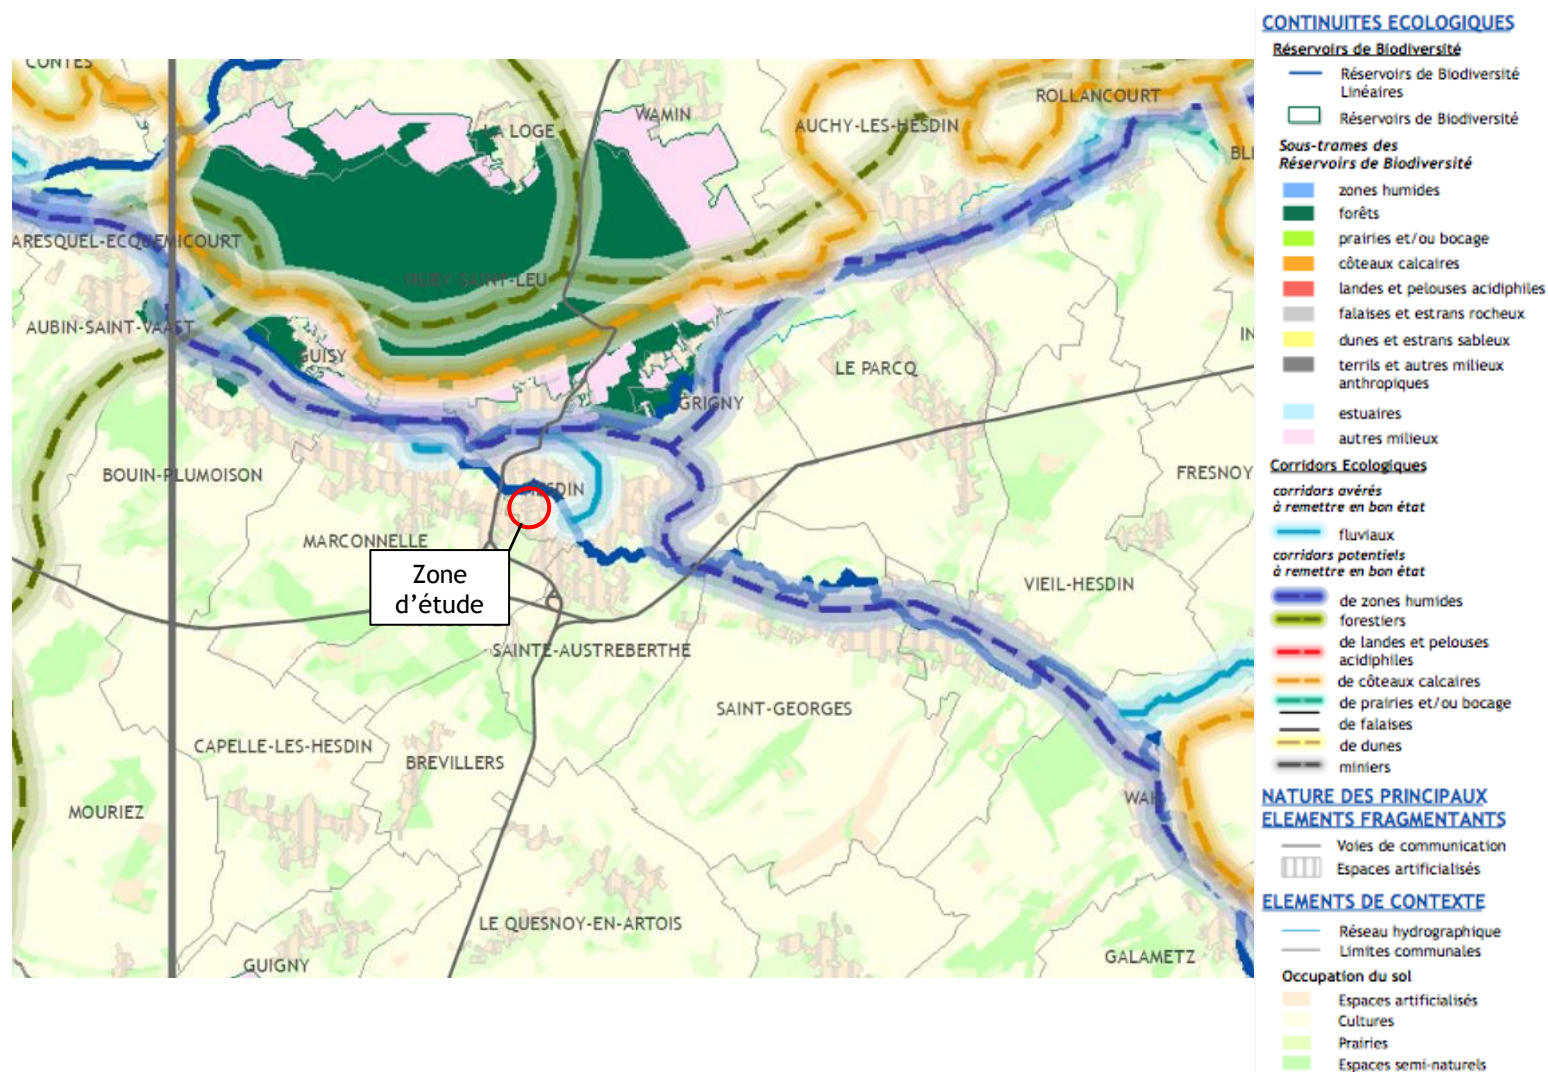 CONTES
LA LOGE
WAMIN
AUCHY-LES-HESDIN
ROLLANCOURT
ARESQUEL-ECQUEMICOURT
HUBY-SAINT-LEU
AUBIN-SAINT-VAAST
GUISY
LE PARCQ
GRIGNY
BOUIN-PLUMOISON
FRESNOY
MARCONNELLE
Zone
d’étude
VIEIL-HESDIN
SAINTE-AUSTREBERTHE
SAINT-GEORGES
CAPELLE-LES-HESDIN
BREVILLERS
MOURIEZ
LE QUESNOY-EN-ARTOIS
GUIGNY
GALAMETZ
CONTINUITES ECOLOGIQUES
Réservoirs de Biodiversité
Réservoirs de Biodiversité
Linéaires
Réservoirs de Biodiversité
Sous-trames des
Réservoirs de Biodiversité
zones humides
forêts
prairies et/ou bocage
côteaux calcaires
landes et pelouses acidiphiles
falaises et estrans rocheux
dunes et estrans sableux
terrils et autres milieux
anthropiques
estuaires
autres milieux
Corridors Ecologiques
corridors avérés
à remettre en bon état
fluviaux
corridors potentiels
à remettre en bon état
de zones humides
forestiers
de landes et pelouses
acidiphiles
de côteaux calcaires
de prairies et/ou bocage
de falaises
de dunes
miniers
NATURE DES PRINCIPAUX
ELEMENTS FRAGMENTANTS
Voies de communication
Espaces artificialisés
ELEMENTS DE CONTEXTE
Réseau hydrographique
Limites communales
Occupation du sol
Espaces artificialisés
Cultures
Prairies
Espaces semi-naturels